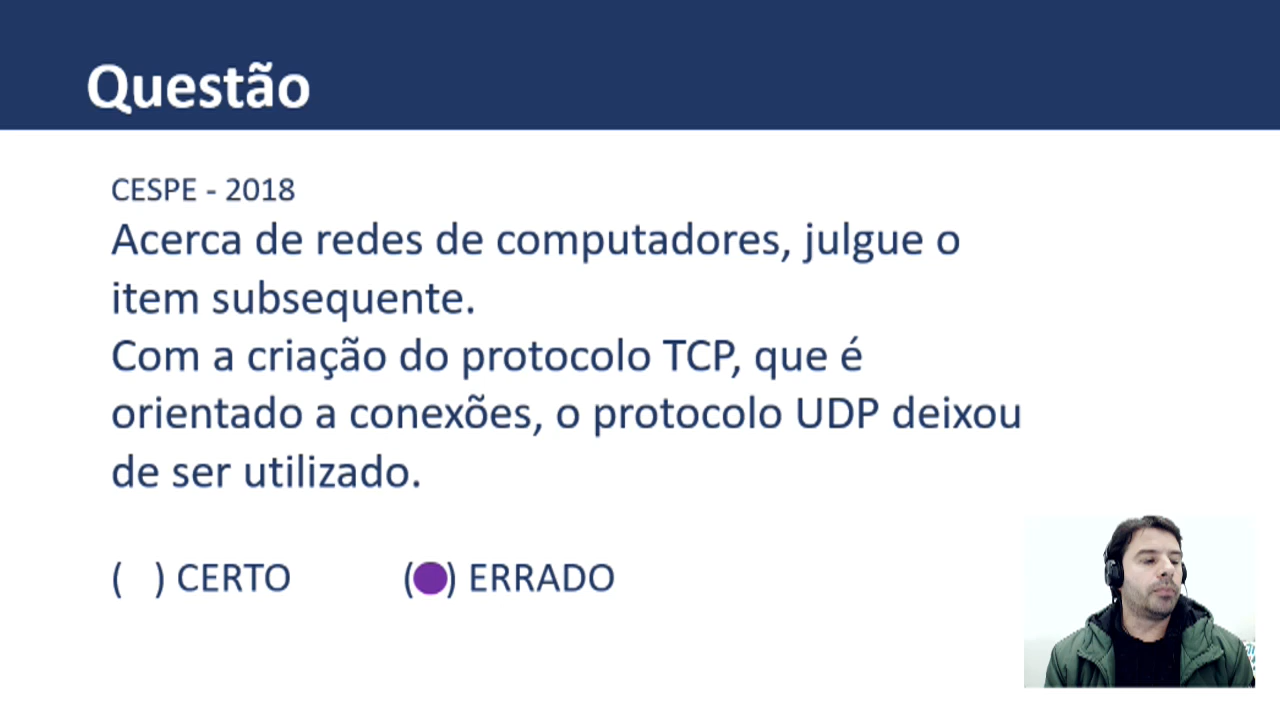 Questão
CESPE - 2018
Acerca de redes de computadores, julgue o
item subsequente.
Com a criação do protocolo TCP, que é
orientado a conexões, o protocolo UDP deixou
de ser utilizado.
( ) CERTO ( ) ERRADO